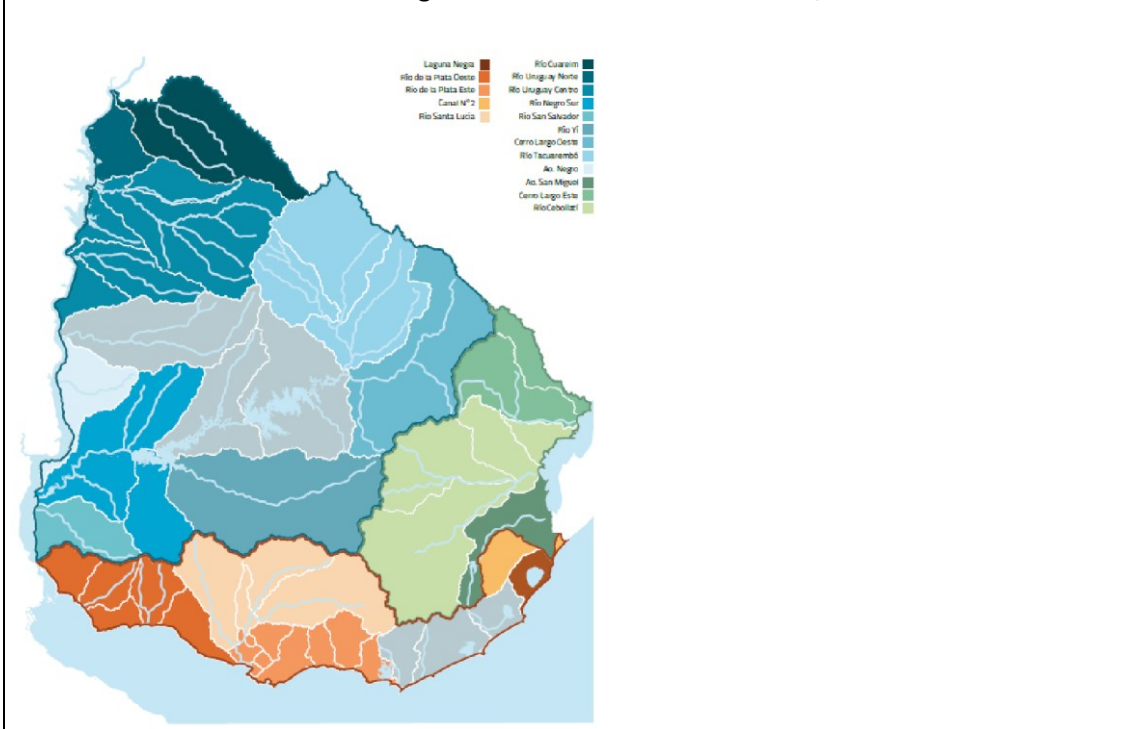 Laguna Negra
Río de la Plata Oeste
Río de la Plata Este
Canal Nº 2
Río Santa Lucía
Río Cuareim
Río Uruguay Norte
Río Uruguay Centro
Río Negro Sur
Río San Salvador
Río Yí
Cerro Largo Oeste
Río Tacuarembó
Ao. Negro
Ao. San Miguel
Cerro Largo Este
Río Cebollatí